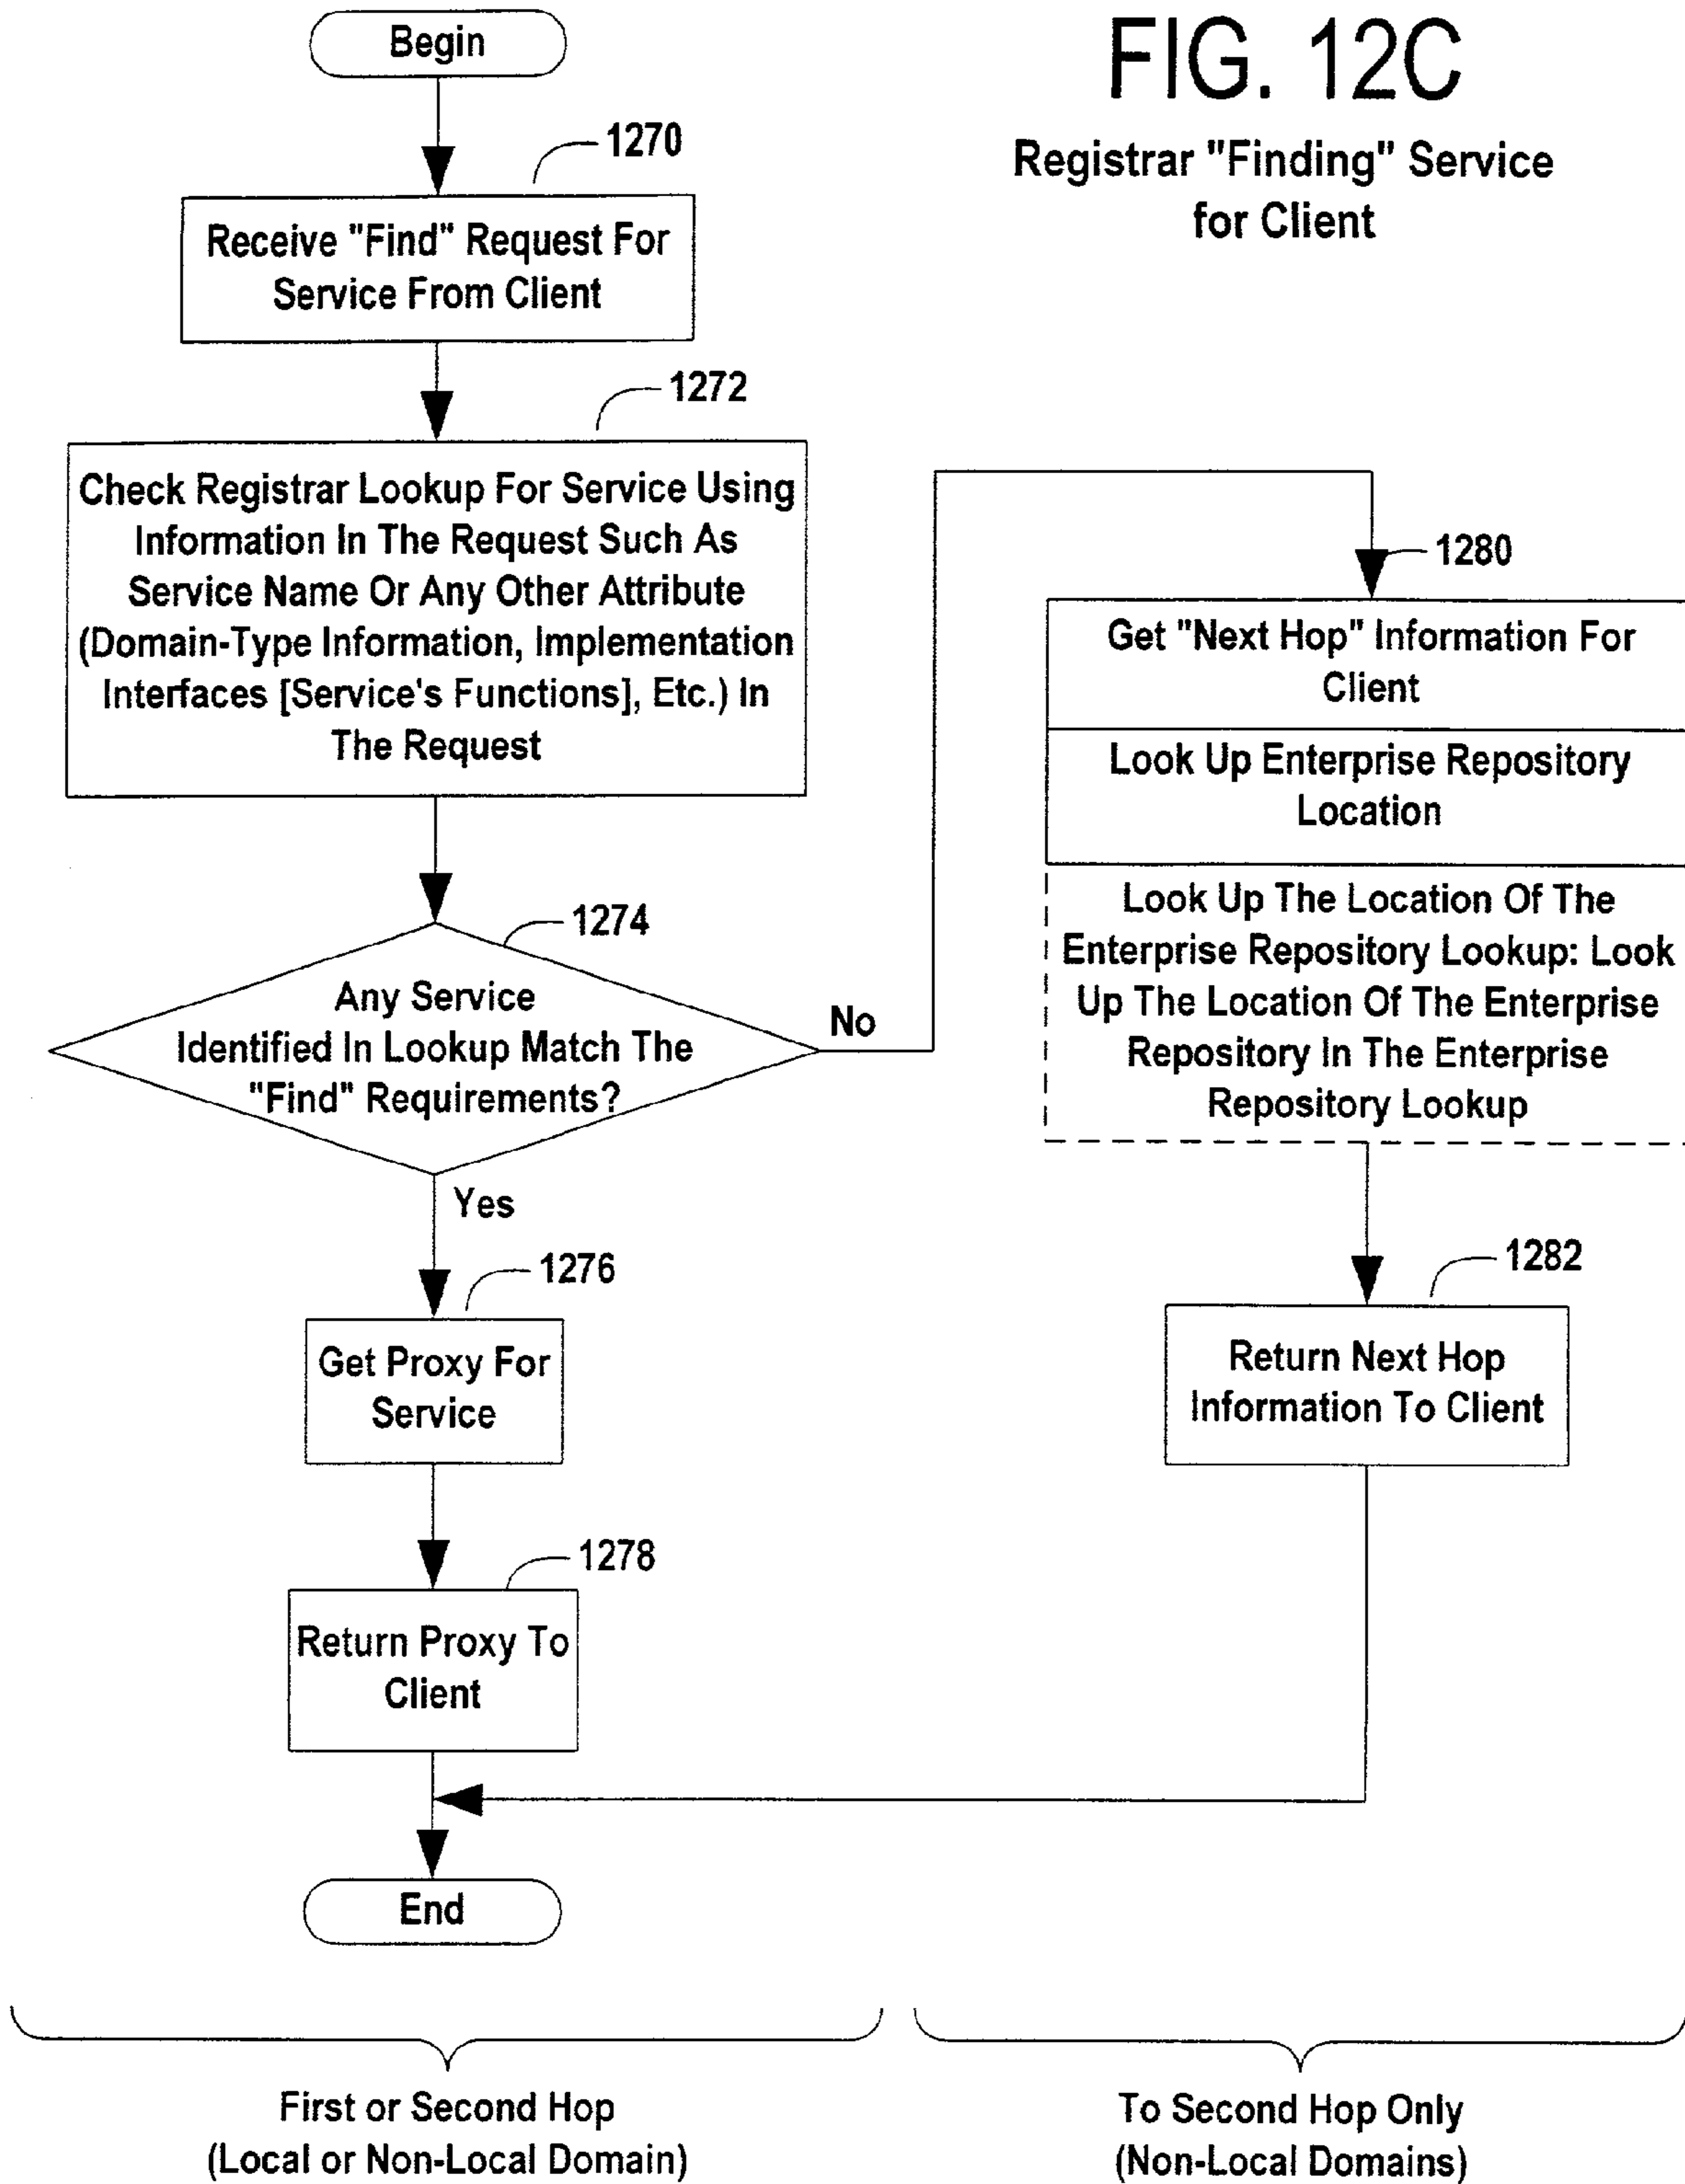 Begin
FIG. 12C
Registrar "Finding" Service
for Client
1270
Receive "Find" Request For
Service From Client
1272
Check Registrar Lookup For Service Using
Information In The Request Such As
Service Name Or Any Other Attribute
(Domain-Type Information, Implementation
Interfaces [Service's Functions], Etc.) In
The Request
1274
Any Service
Identified In Lookup Match The
"Find" Requirements?
No
Yes
1276
Get Proxy For
Service
1278
Return Proxy To
Client
End
1280
Get "Next Hop" Information For
Client
Look Up Enterprise Repository
Location
Look Up The Location Of The
Enterprise Repository Lookup: Look
Up The Location Of The Enterprise
Repository In The Enterprise
Repository Lookup
1282
Return Next Hop
Information To Client
First or Second Hop
(Local or Non-Local Domain)
To Second Hop Only
(Non-Local Domains)